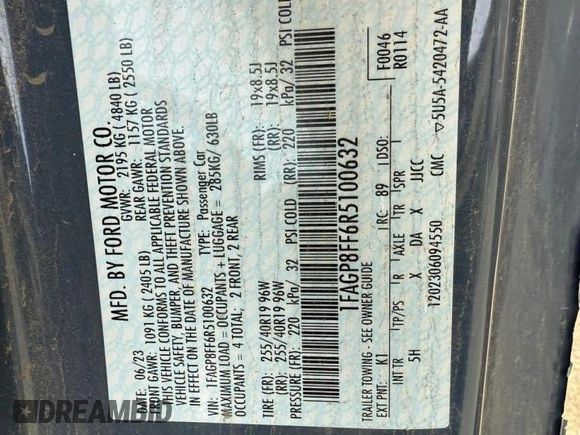 MFD. BY FORD MOTOR CO.
DATE: 06/23 GVWR: 2195 KG ( 4840 LB)
FRONT GAWR: 1091 KG ( 2405 LB) REAR GAWR: 1157 KG ( 2550 LB)
THIS VEHICLE CONFORMS TO ALL APPLICABLE FEDERAL MOTOR
VEHICLE SAFETY, BUMPER, AND THEFT PREVENTION STANDARDS
IN EFFECT ON THE DATE OF MANUFACTURE SHOWN ABOVE.
VIN: 1FAGP8FF6R5100632 TYPE: Passenger Car
MAXIMUM LOAD = OCCUPANTS + LUGGAGE = 285KG/ 630LB
OCCUPANTS = 4 TOTAL; 2 FRONT, 2 REAR
TIRE (FR): 255/40R19 96W RIMS (FR): 19x8.5J
(RR): 255/40R19 96W (RR): 19x8.5J
PRESSURE (FR): 220 kPa/ 32 PSI COLD (RR): 220 kPa/ 32 PSI COLD
1FAGP8FF6R5100632
TRAILER TOWING - SEE OWNER GUIDE
F0046
R0114
EXT PNT: K1 RC: 89 DSO:
INT TR TP/PS R AXLE TR SPR
5H X DA X JJCC
1202306094550 CMC
5U5A-5420472-AA
DREAMBID